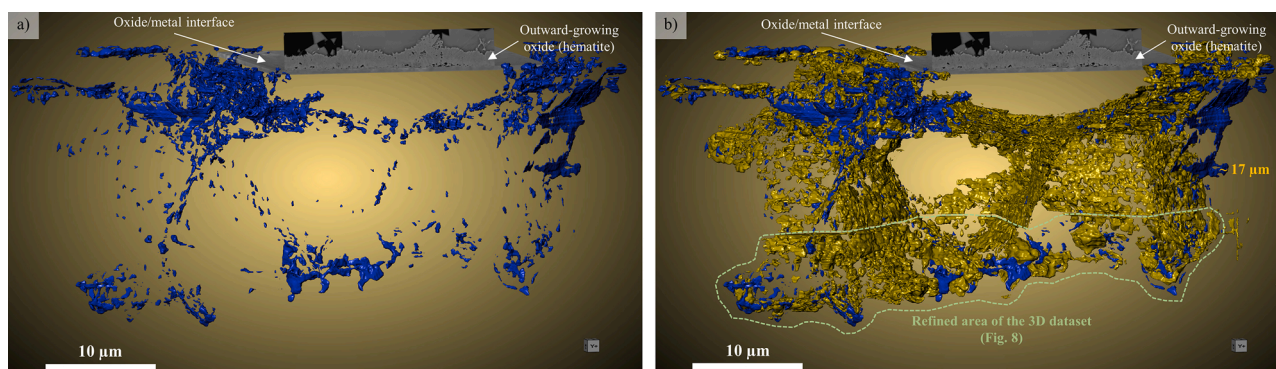 a)
Oxide/metal interface
Outward-growing
oxide (hematite)
10 µm
b)
Oxide/metal interface
Outward-growing
oxide (hematite)
17 µm
Refined area of the 3D dataset
(Fig. 8)
10 µm